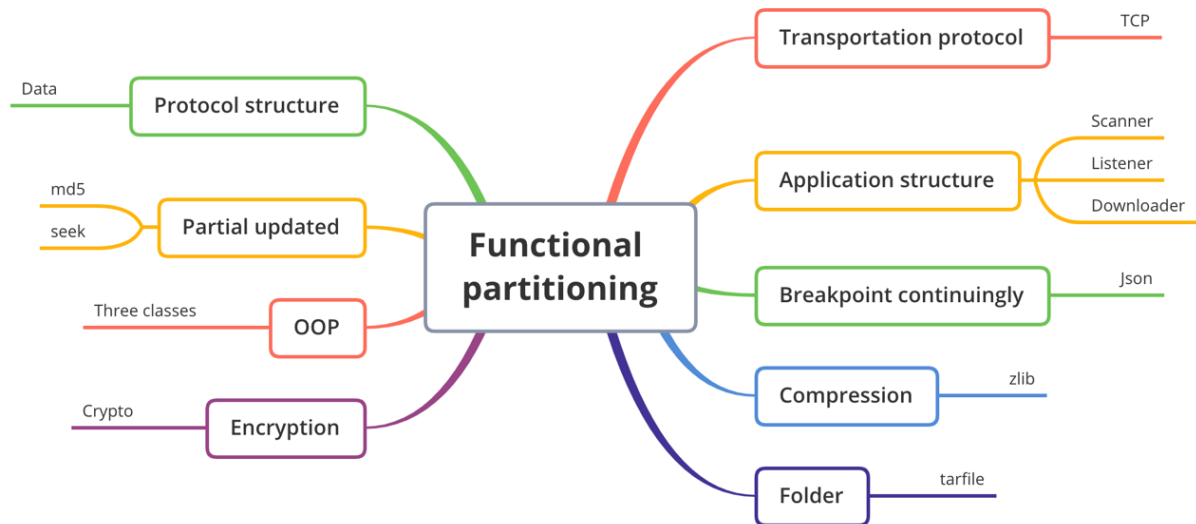 Functional
partitioning
Transportation protocol
TCP
Application structure
Scanner
Listener
Downloader
Breakpoint continuingly
Json
Compression
zlib
Folder
tarfile
Protocol structure
Data
Partial updated
md5
seek
OOP
Three classes
Encryption
Crypto